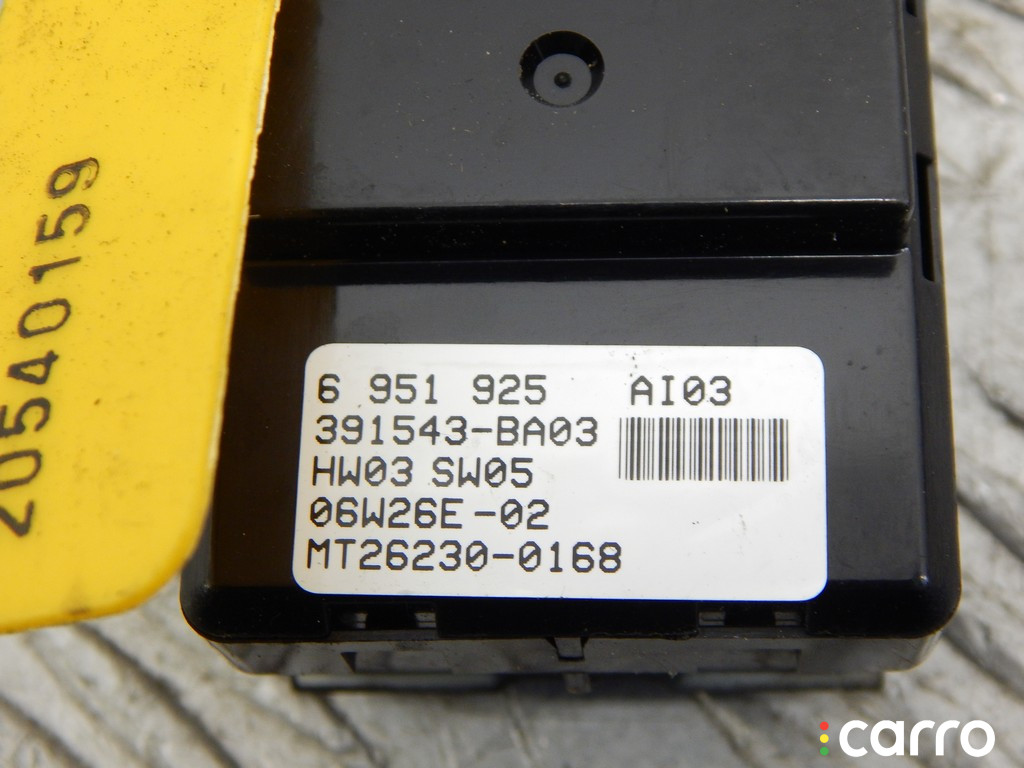 20540159
6 951 925 AI03
391543-BA03
HW03 SW05
06W26E-02
MT26230-0168
carro